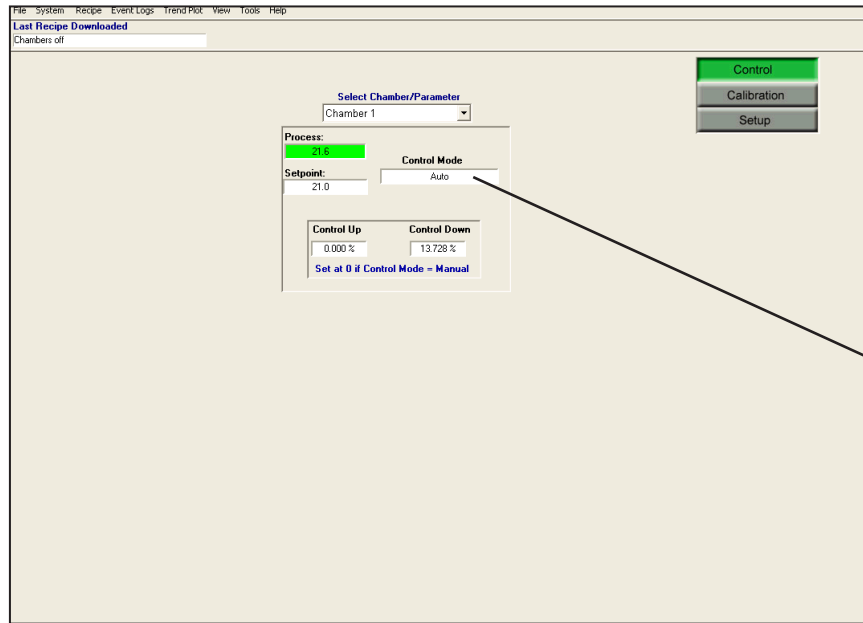 File System Recipe Event Logs Trend Plot View Tools Help
Last Recipe Downloaded
Chambers off
Control
Calibration
Setup
Select Chamber/Parameter
Chamber 1
Process:
21.6
Control Mode
Auto
Setpoint:
21.0
Control Up Control Down
0.000 % 13.728 %
Set at 0 if Control Mode = Manual